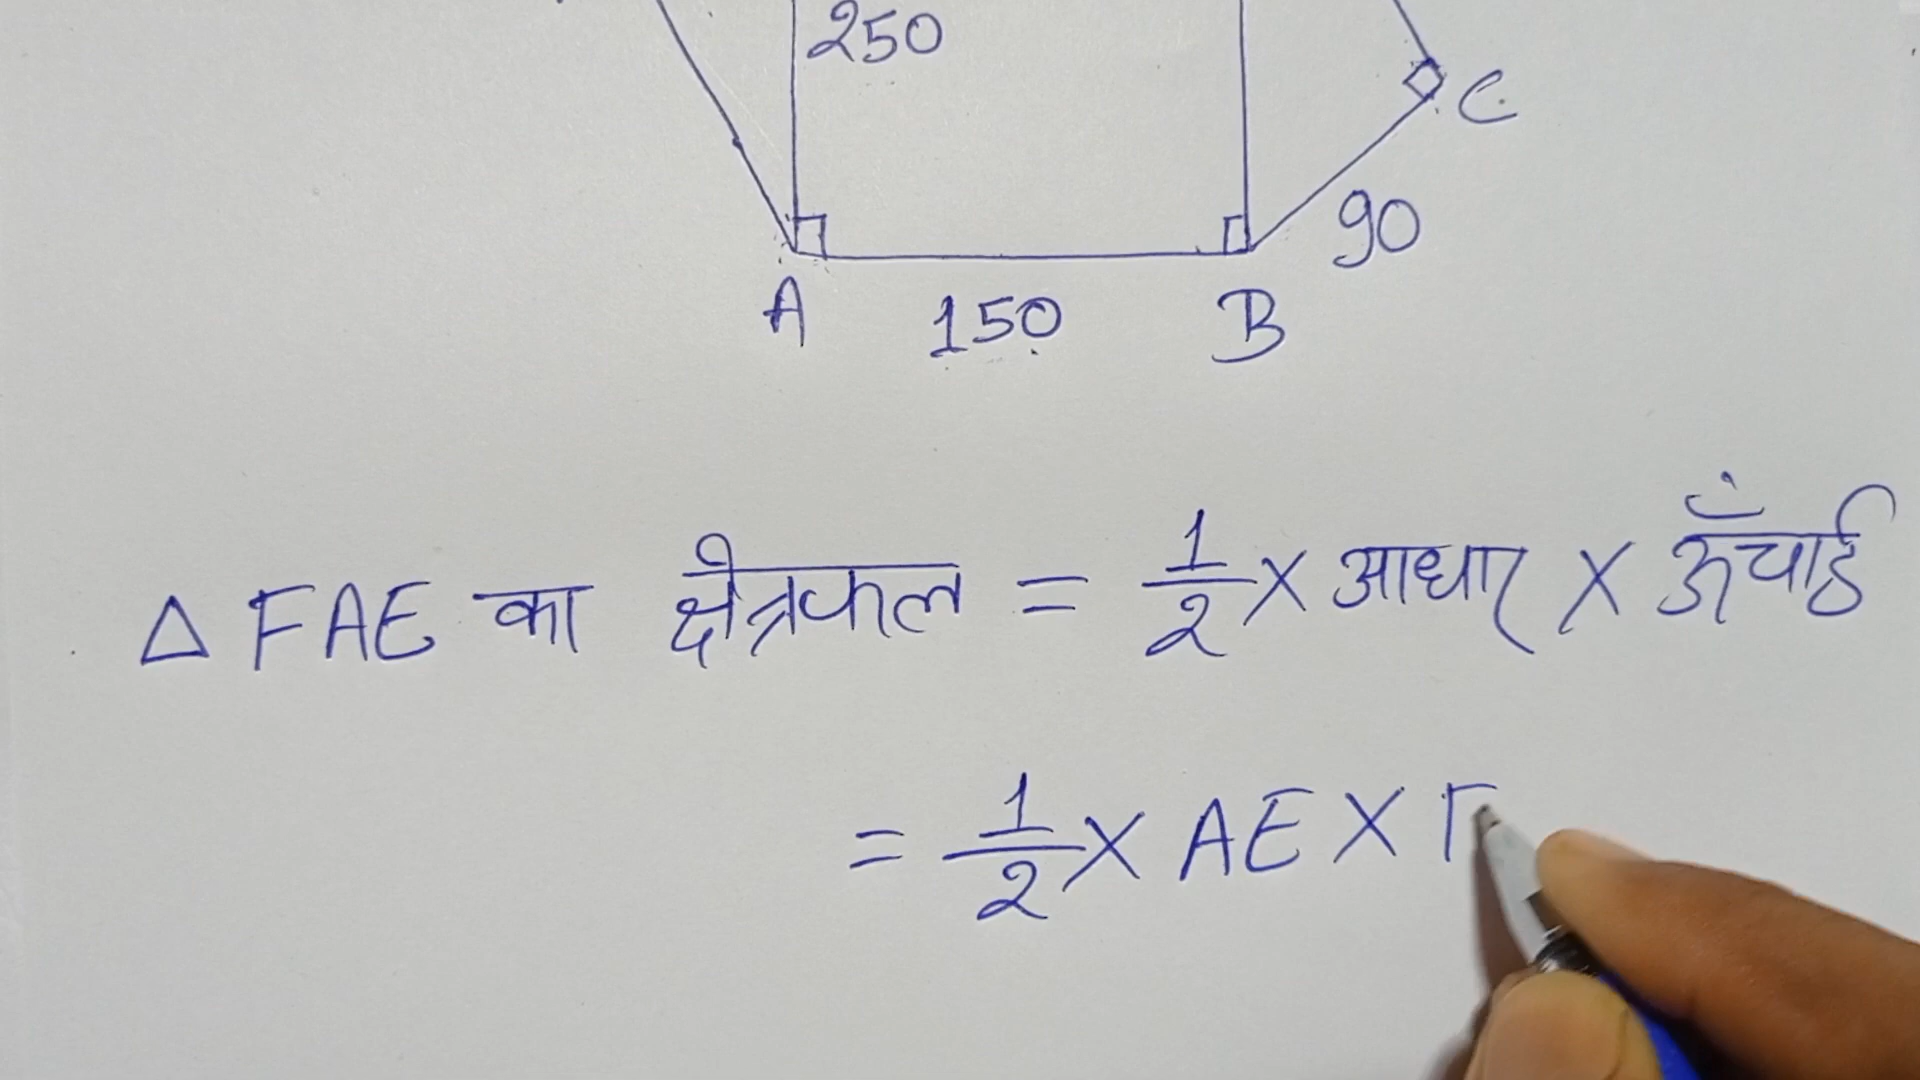 250
C
90
A 150 B
△ FAE का क्षेत्रफल = 1/2 × आधार × ऊँचाई
= 1/2 × AE × F